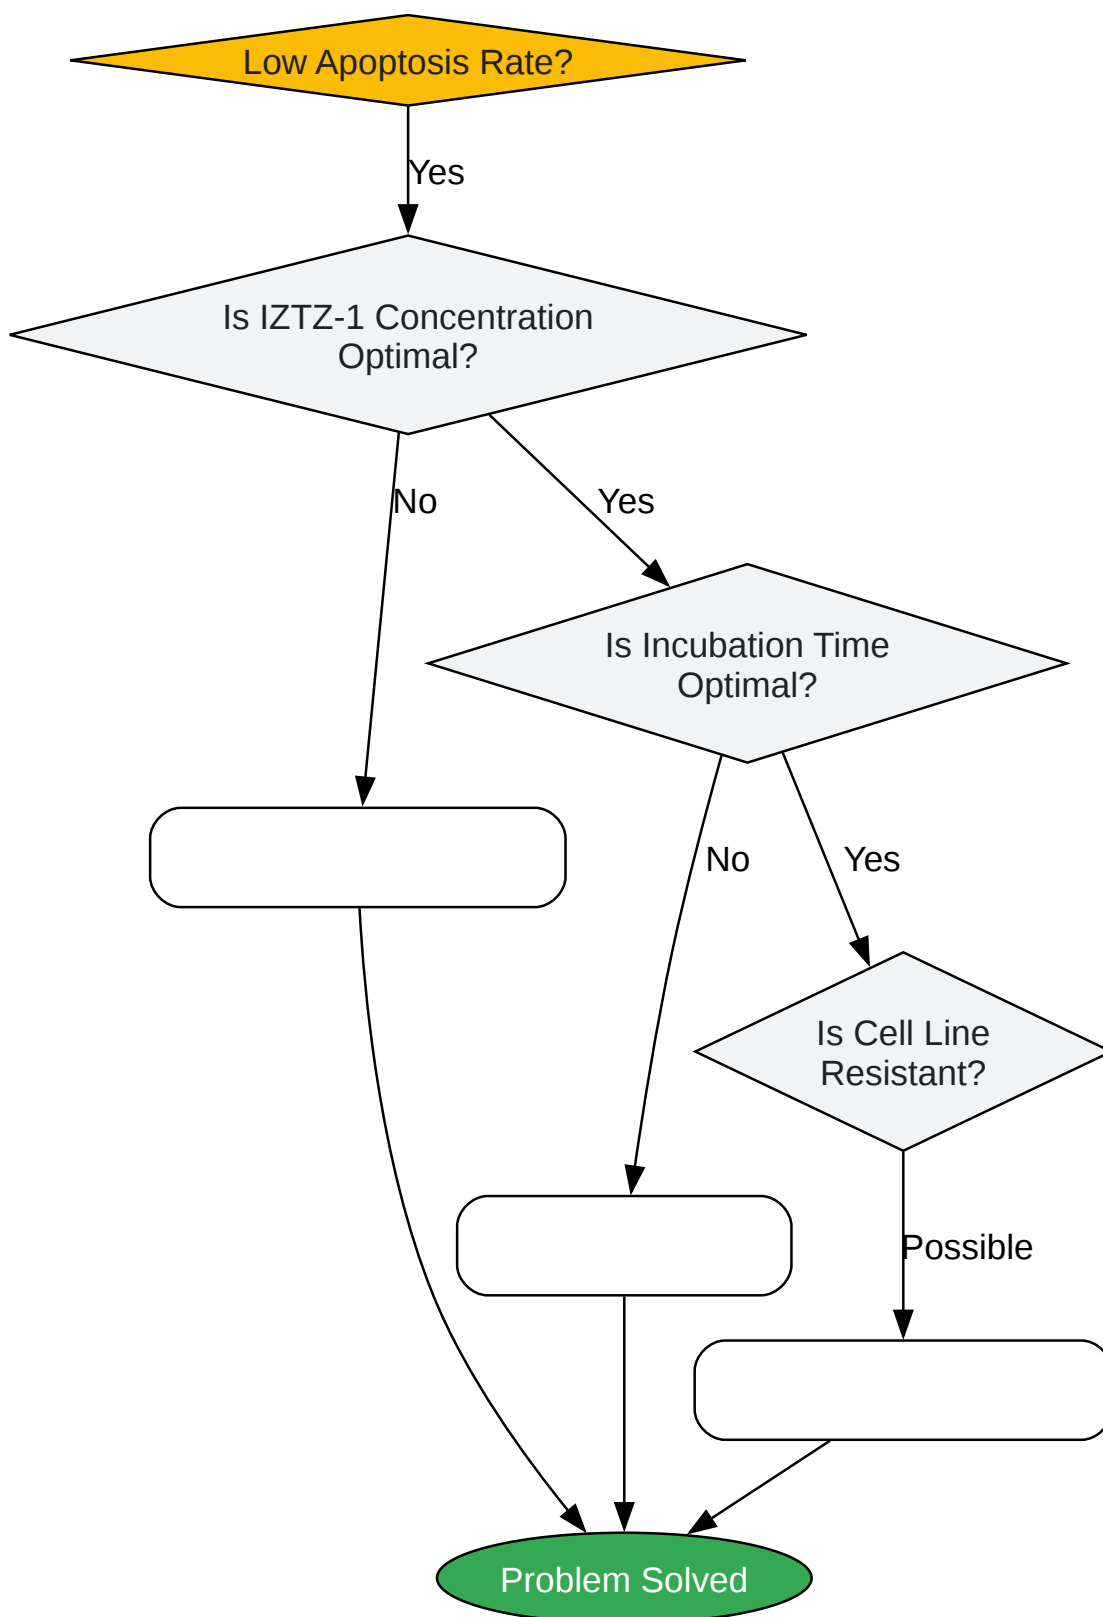 Low Apoptosis Rate?
Yes
Is IZTZ-1 Concentration
Optimal?
No
Yes
Is Incubation Time
Optimal?
No
Yes
Is Cell Line
Resistant?
Possible
Problem Solved